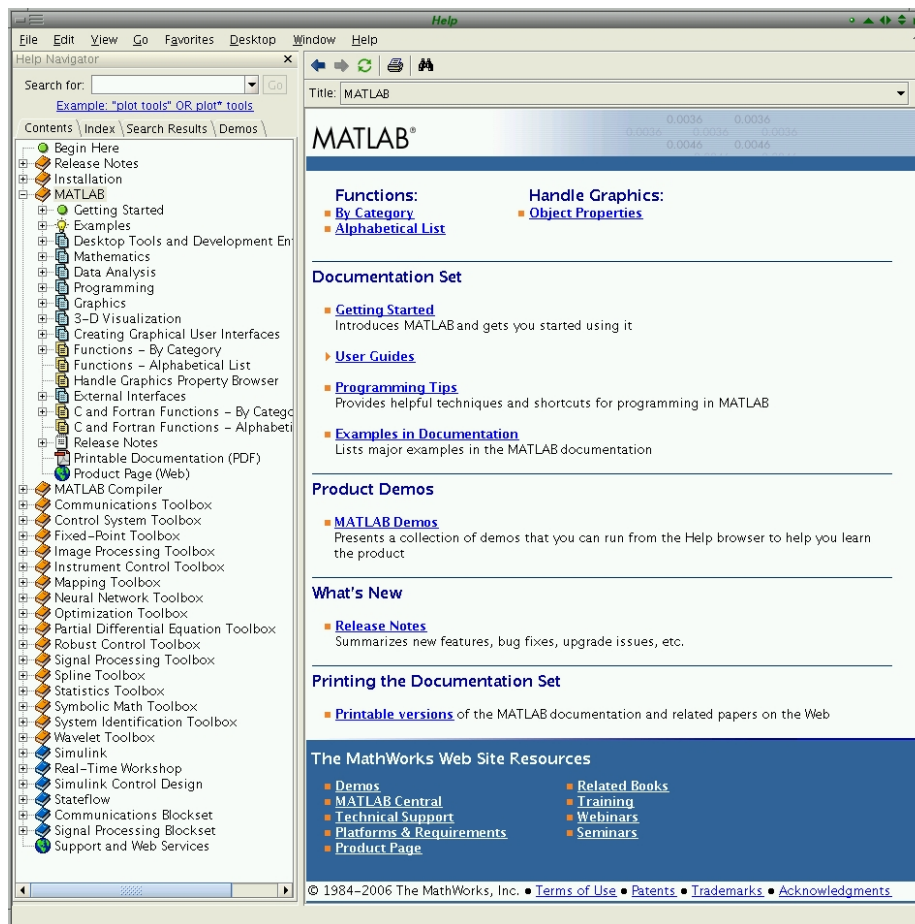 Help
File Edit View Go Favorites Desktop Window Help
Help Navigator
Search for: Go
Example: "plot tools" OR plot* tools
Contents Index Search Results Demos
Begin Here
Release Notes
Installation
MATLAB
Getting Started
Examples
Desktop Tools and Development En
Mathematics
Data Analysis
Programming
Graphics
3-D Visualization
Creating Graphical User Interfaces
Functions - By Category
Functions - Alphabetical List
Handle Graphics Property Browser
External Interfaces
C and Fortran Functions - By Catego
C and Fortran Functions - Alphabeti
Release Notes
Printable Documentation (PDF)
Product Page (Web)
MATLAB Compiler
Communications Toolbox
Control System Toolbox
Fixed-Point Toolbox
Image Processing Toolbox
Instrument Control Toolbox
Mapping Toolbox
Neural Network Toolbox
Optimization Toolbox
Partial Differential Equation Toolbox
Robust Control Toolbox
Signal Processing Toolbox
Spline Toolbox
Statistics Toolbox
Symbolic Math Toolbox
System Identification Toolbox
Wavelet Toolbox
Simulink
Real-Time Workshop
Simulink Control Design
Stateflow
Communications Blockset
Signal Processing Blockset
Support and Web Services
Title: MATLAB
MATLAB®
0.0036 0.0036
0.0036 0.0036 0.0036
0.0046 0.0046
Functions:
By Category
Alphabetical List
Handle Graphics:
Object Properties
Documentation Set
Getting Started
Introduces MATLAB and gets you started using it
User Guides
Programming Tips
Provides helpful techniques and shortcuts for programming in MATLAB
Examples in Documentation
Lists major examples in the MATLAB documentation
Product Demos
MATLAB Demos
Presents a collection of demos that you can run from the Help browser to help you learn
the product
What's New
Release Notes
Summarizes new features, bug fixes, upgrade issues, etc.
Printing the Documentation Set
Printable versions of the MATLAB documentation and related papers on the Web
The MathWorks Web Site Resources
Demos
MATLAB Central
Technical Support
Platforms & Requirements
Product Page
Related Books
Training
Webinars
Seminars
© 1984-2006 The MathWorks, Inc. • Terms of Use • Patents • Trademarks • Acknowledgments